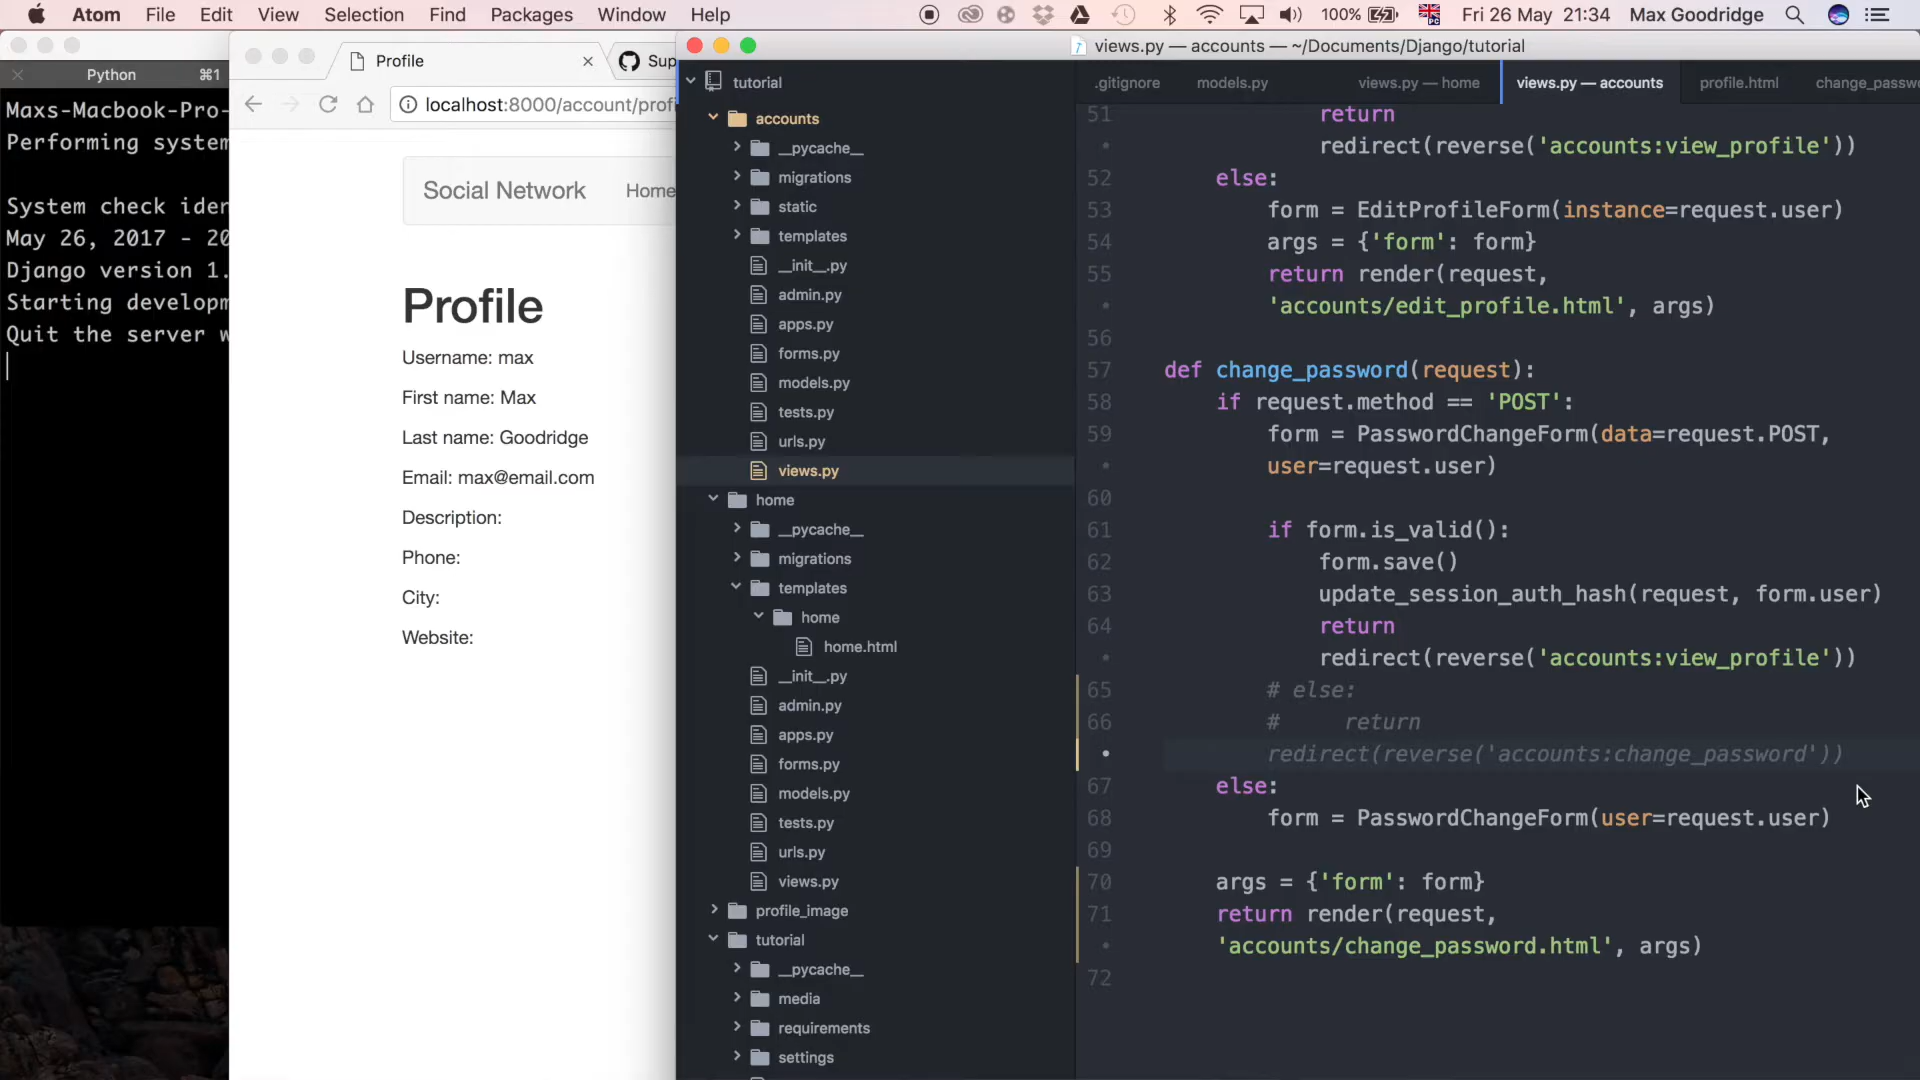 Atom File Edit View Selection Find Packages Window Help 100% Fri 26 May 21:34 Max Goodridge
Python ⌘1
Maxs-Macbook-Pro-
Performing system
System check iden
May 26, 2017 - 20
Django version 1.
Starting developm
Quit the server w
Profile
Sup
localhost:8000/account/profi
Social Network Home
Profile
Username: max
First name: Max
Last name: Goodridge
Email: max@email.com
Description:
Phone:
City:
Website:
views.py — accounts — ~/Documents/Django/tutorial
tutorial
accounts
__pycache__
migrations
static
templates
__init__.py
admin.py
apps.py
forms.py
models.py
tests.py
urls.py
views.py
home
__pycache__
migrations
templates
home
home.html
__init__.py
admin.py
apps.py
forms.py
models.py
tests.py
urls.py
views.py
profile_image
tutorial
__pycache__
media
requirements
settings
.gitignore models.py views.py — home views.py — accounts profile.html change_passwo
51 return
• redirect(reverse('accounts:view_profile'))
52 else:
53 form = EditProfileForm(instance=request.user)
54 args = {'form': form}
55 return render(request,
• 'accounts/edit_profile.html', args)
56
57 def change_password(request):
58 if request.method == 'POST':
59 form = PasswordChangeForm(data=request.POST,
• user=request.user)
60
61 if form.is_valid():
62 form.save()
63 update_session_auth_hash(request, form.user)
64 return
• redirect(reverse('accounts:view_profile'))
65 # else:
66 # return
• redirect(reverse('accounts:change_password'))
67 else:
68 form = PasswordChangeForm(user=request.user)
69
70 args = {'form': form}
71 return render(request,
• 'accounts/change_password.html', args)
72